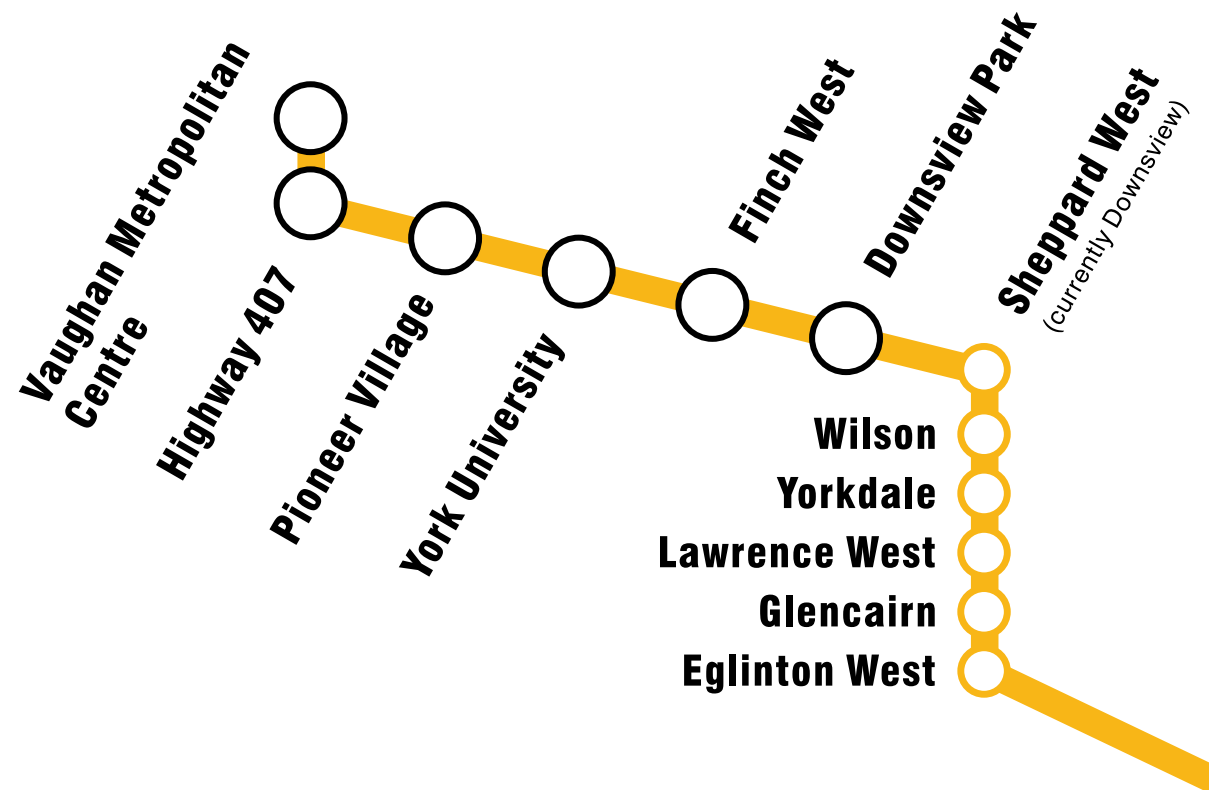 Vaughan Metropolitan
Centre
Highway 407
Pioneer Village
York University
Finch West
Downsview Park
Sheppard West
(currently Downsview)
Wilson
Yorkdale
Lawrence West
Glencairn
Eglinton West